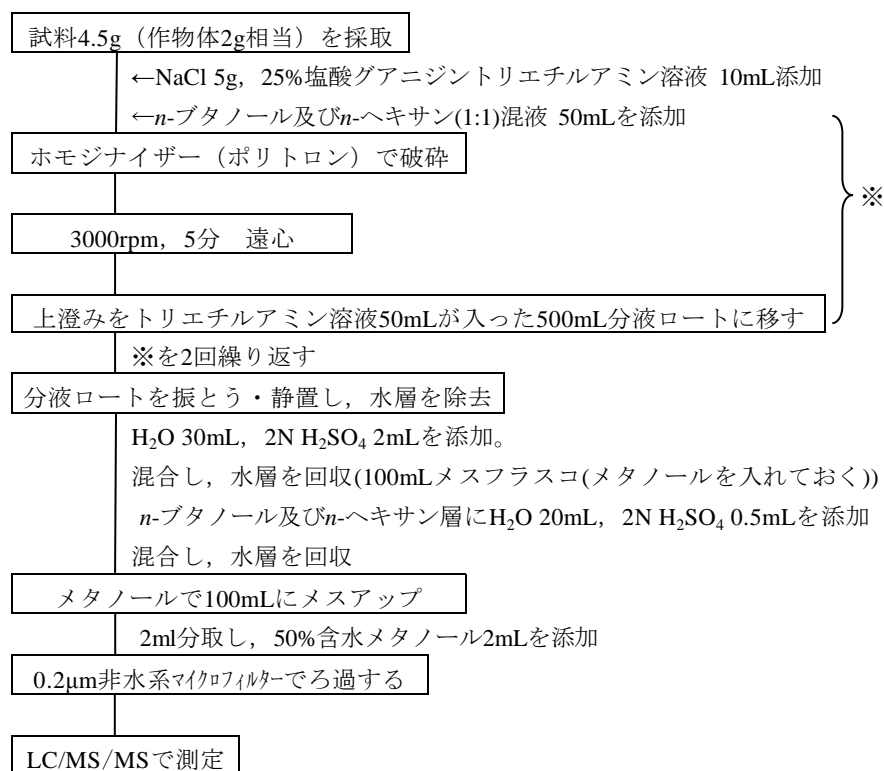 試料4.5g（作物体2g相当）を採取
←NaCl 5g，25%塩酸グアニジントリエチルアミン溶液 10mL添加
←n-ブタノール及びn-ヘキサン(1:1)混液 50mLを添加
ホモジナイザー（ポリトロン）で破砕
※
3000rpm，5分　遠心
上澄みをトリエチルアミン溶液50mLが入った500mL分液ロートに移す
※を2回繰り返す
分液ロートを振とう・静置し，水層を除去
H₂O 30mL，2N H₂SO₄ 2mLを添加。
混合し，水層を回収(100mLメスフラスコ(メタノールを入れておく))
n-ブタノール及びn-ヘキサン層にH₂O 20mL，2N H₂SO₄ 0.5mLを添加
混合し，水層を回収
メタノールで100mLにメスアップ
2ml分取し，50%含水メタノール2mLを添加
0.2μm非水系ﾏｲｸﾛﾌｨﾙﾀｰでろ過する
LC/MS/MSで測定